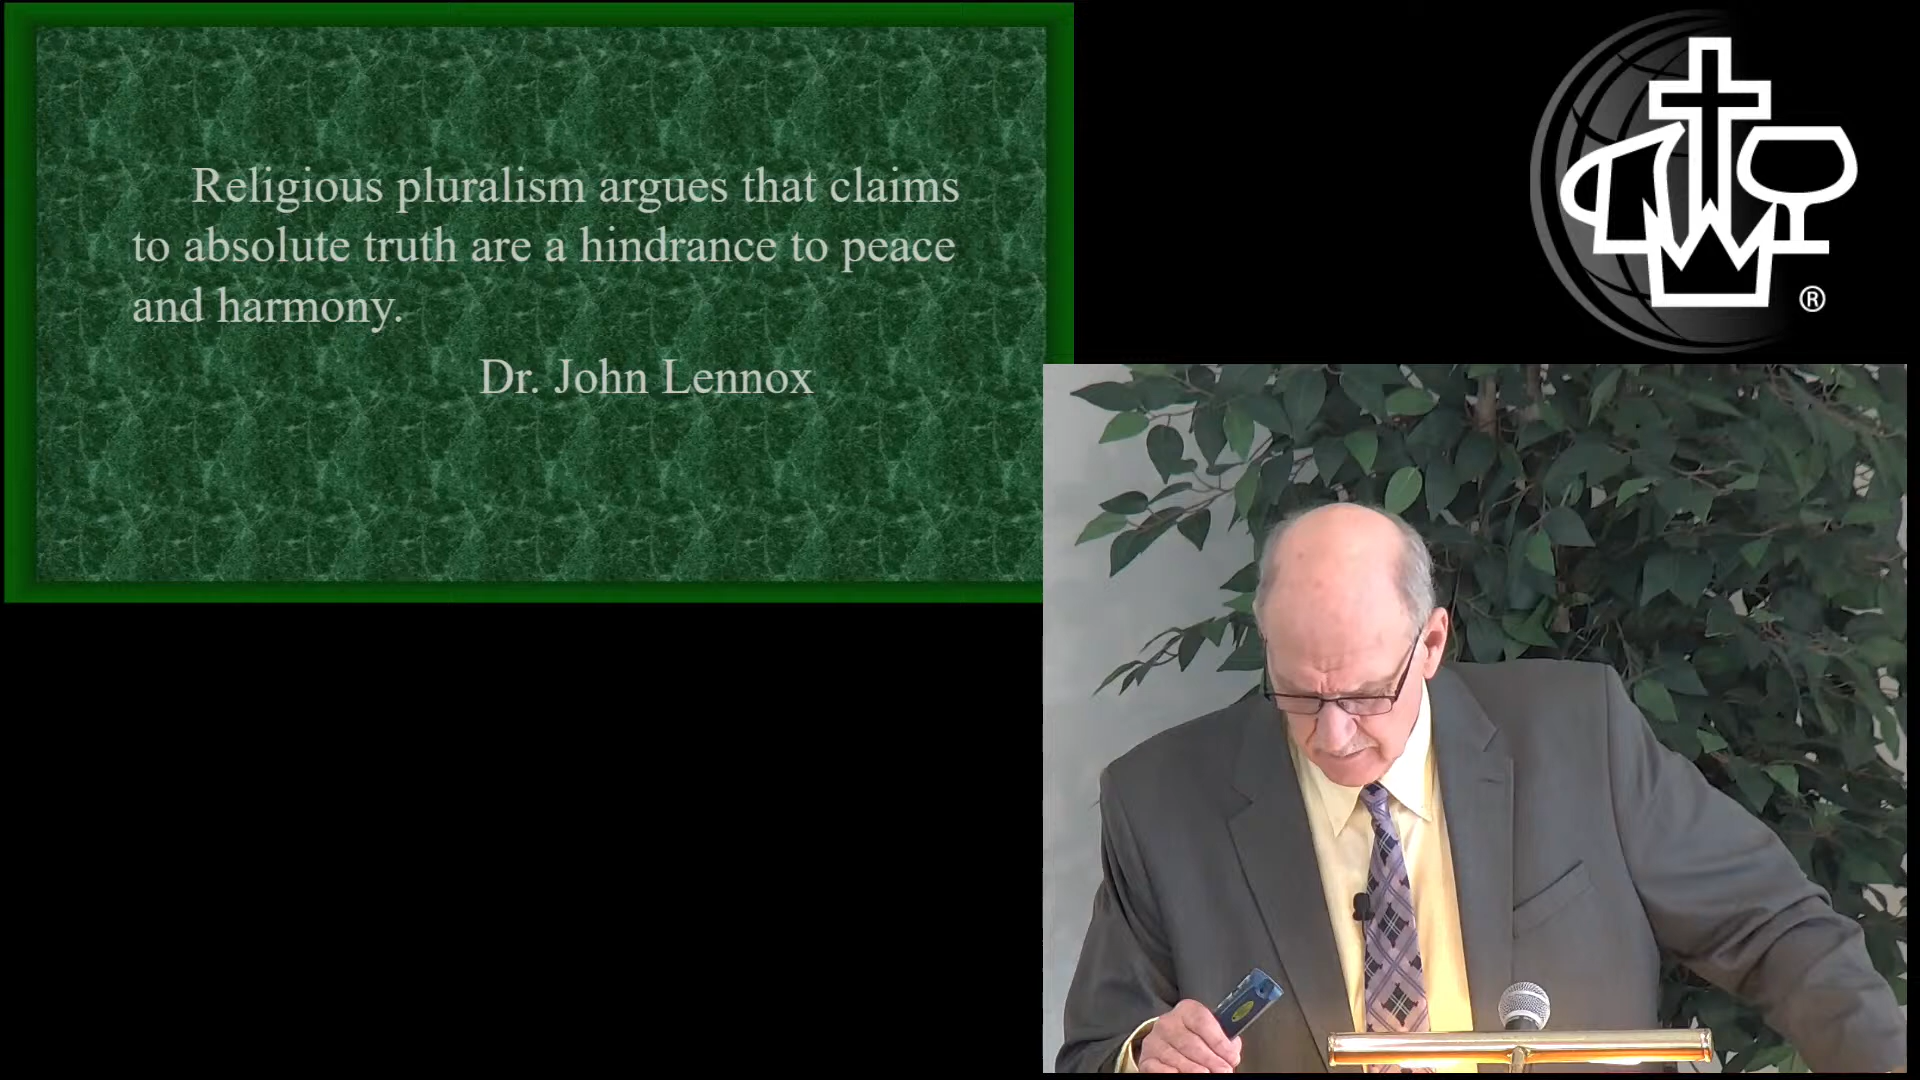 Religious pluralism argues that claims
to absolute truth are a hindrance to peace
and harmony.
Dr. John Lennox
®